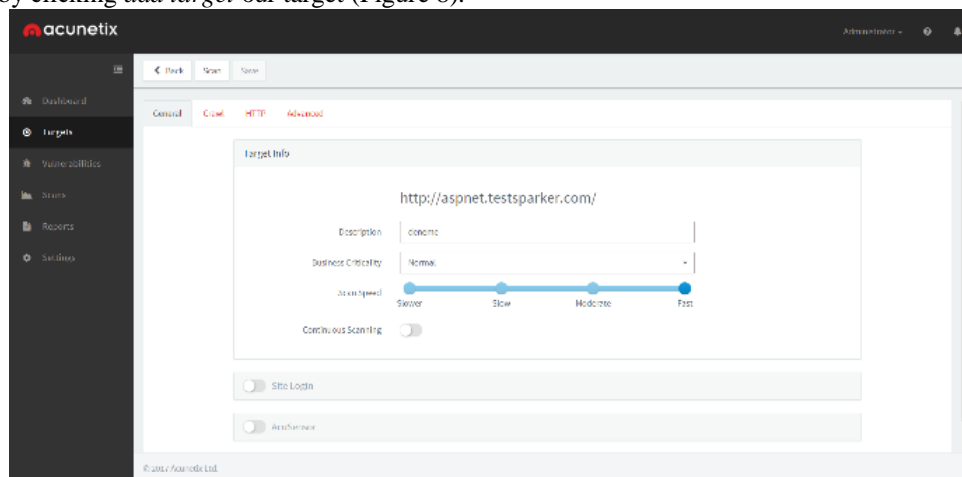 by clicking add target our target (Figure 8).
acunetix
Administrator
Back Scan Save
Dashboard
General Crawl HTTP Advanced
Targets
Target Info
Vulnerabilities
http://aspnet.testsparker.com/
Scans
Reports
Description deneme
Settings
Business Criticality Normal
Scan Speed
Slower Slow Moderate Fast
Continuous Scanning
Site Login
AcuSensor
© 2017 Acunetix Ltd.